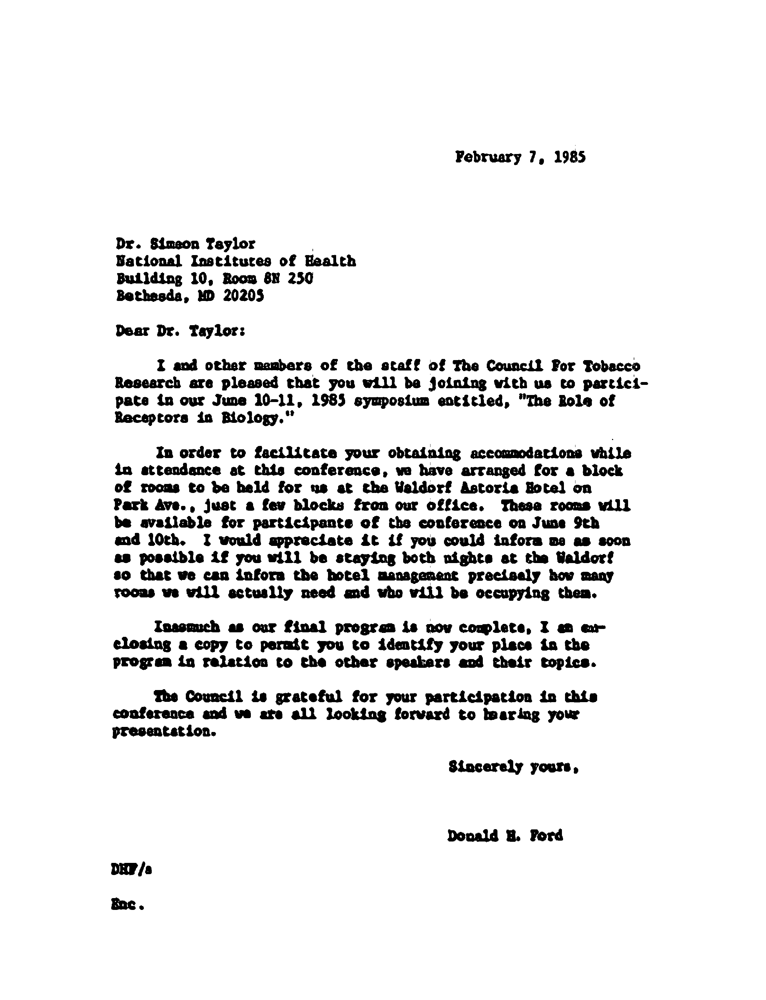 February 7, 1985
Dr. Simeon Taylor
National Institutes of Health
Building 10, Room 8N 250
Bethesda, MD 20205
Dear Dr. Taylor:
I and other members of the staff of The Council For Tobacco
Research are pleased that you will be joining with us to partici-
pate in our June 10-11, 1985 symposium entitled, "The Role of
Receptors in Biology."
In order to facilitate your obtaining accommodations while
in attendance at this conference, we have arranged for a block
of rooms to be held for us at the Waldorf Astoria Hotel on
Park Ave., just a few blocks from our office. These rooms will
be available for participants of the conference on June 9th
and 10th. I would appreciate it if you could inform me as soon
as possible if you will be staying both nights at the Waldorf
so that we can inform the hotel management precisely how many
rooms we will actually need and who will be occupying them.
Inasmuch as our final program is now complete, I am en-
closing a copy to permit you to identify your place in the
program in relation to the other speakers and their topics.
The Council is grateful for your participation in this
conference and we are all looking forward to hearing your
presentation.
Sincerely yours,
Donald H. Ford
DHF/s
Enc.